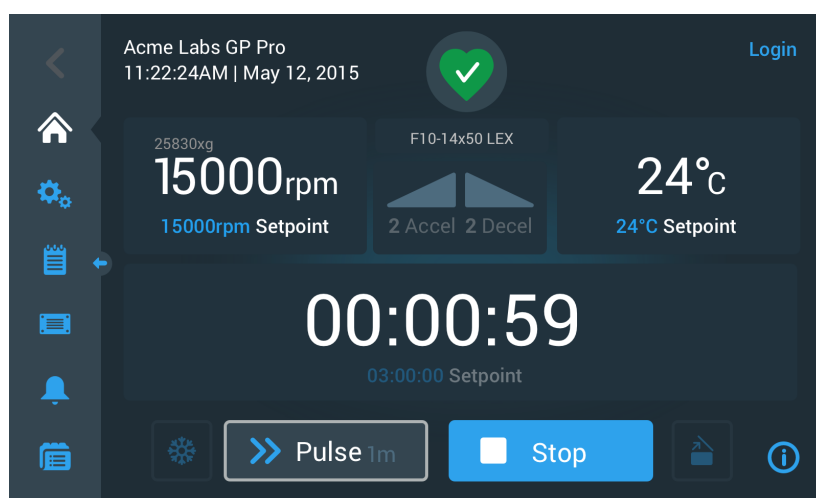 Acme Labs GP Pro
11:22:24AM | May 12, 2015
Login
25830xg
15000rpm
15000rpm Setpoint
F10-14x50 LEX
2 Accel 2 Decel
24°C
24°C Setpoint
00:00:59
03:00:00 Setpoint
Pulse 1m
Stop